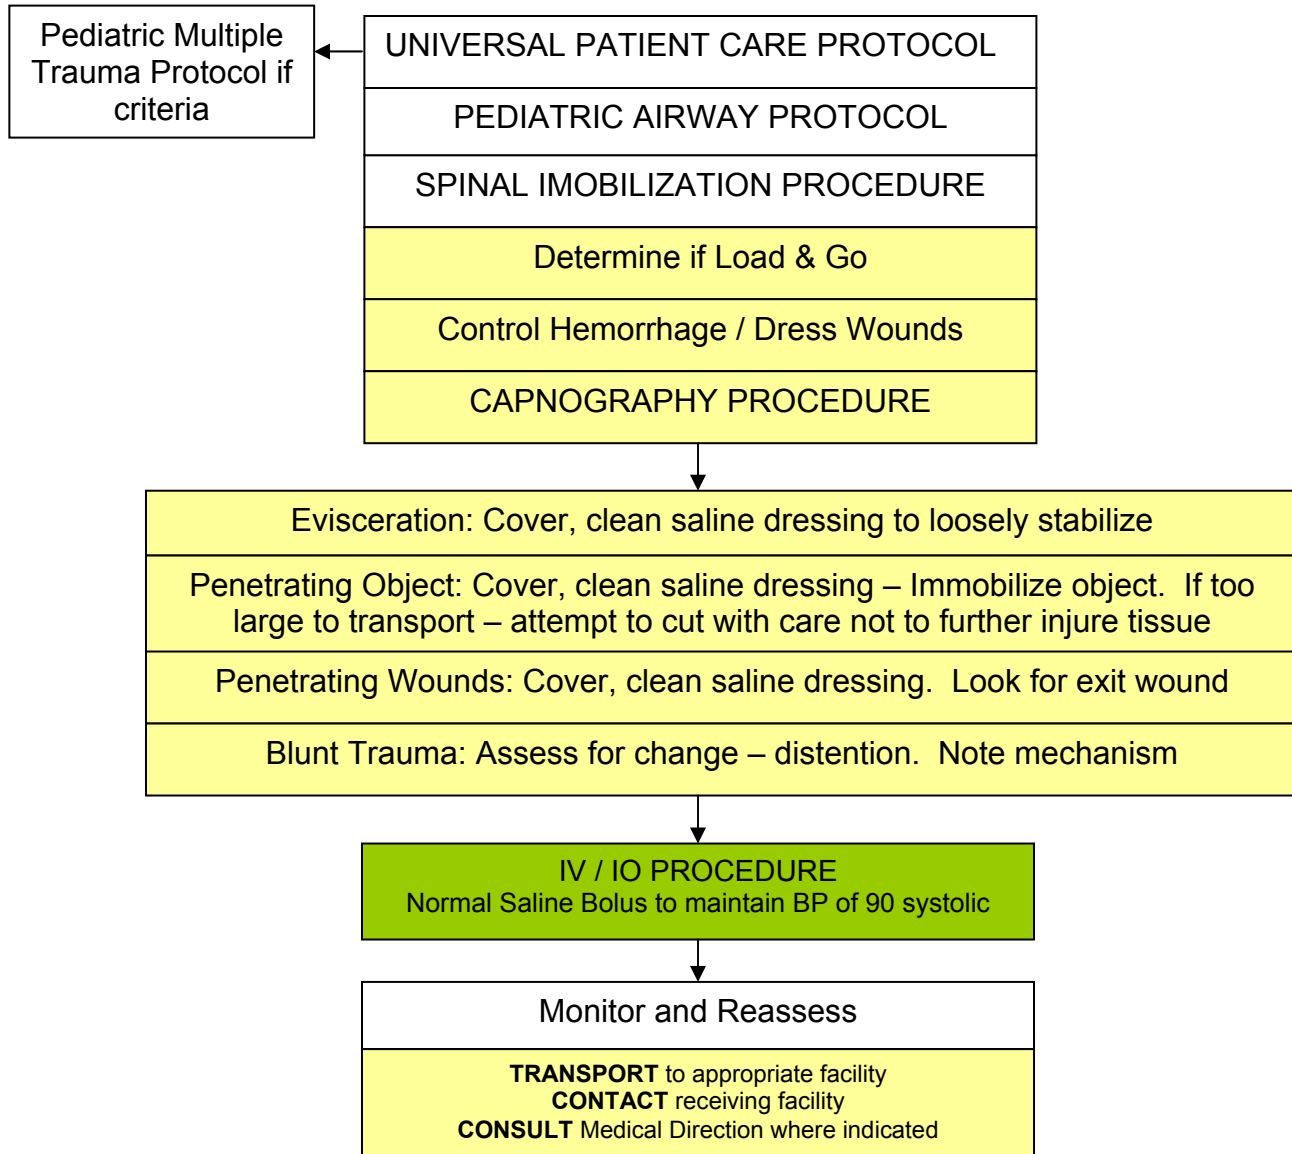 Pediatric Multiple
Trauma Protocol if
criteria
UNIVERSAL PATIENT CARE PROTOCOL
PEDIATRIC AIRWAY PROTOCOL
SPINAL IMOBILIZATION PROCEDURE
Determine if Load & Go
Control Hemorrhage / Dress Wounds
CAPNOGRAPHY PROCEDURE
Evisceration: Cover, clean saline dressing to loosely stabilize
Penetrating Object: Cover, clean saline dressing – Immobilize object.  If too
large to transport – attempt to cut with care not to further injure tissue
Penetrating Wounds: Cover, clean saline dressing.  Look for exit wound
Blunt Trauma: Assess for change – distention.  Note mechanism
IV / IO PROCEDURE
Normal Saline Bolus to maintain BP of 90 systolic
Monitor and Reassess
TRANSPORT to appropriate facility
CONTACT receiving facility
CONSULT Medical Direction where indicated